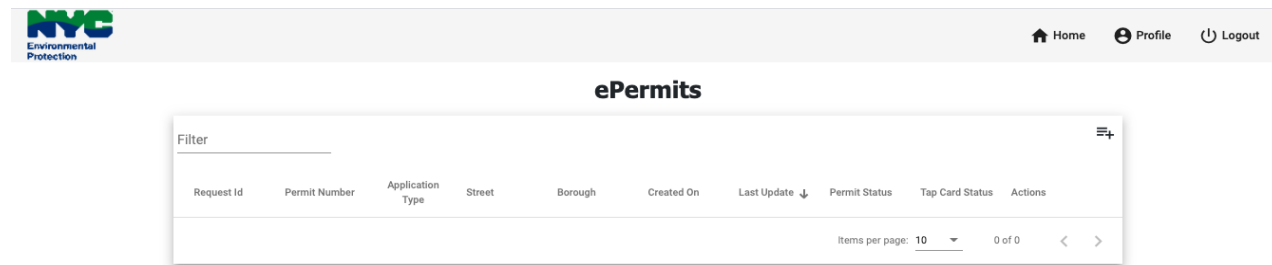 NYC
Environmental
Protection
Home Profile Logout
ePermits
Filter
Request Id Permit Number Application Type Street Borough Created On Last Update Permit Status Tap Card Status Actions
Items per page: 10 0 of 0